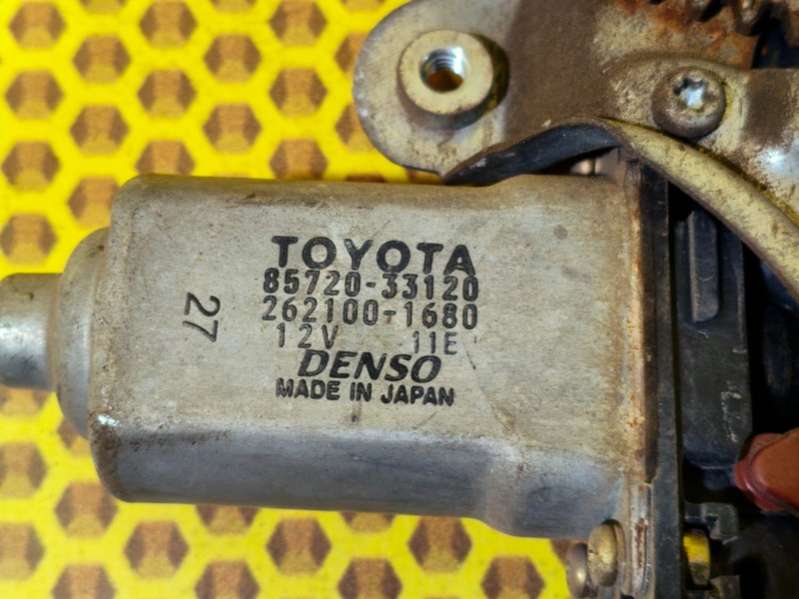 TOYOTA
85720-33120
262100-1680
12V 11E
DENSO
MADE IN JAPAN
27